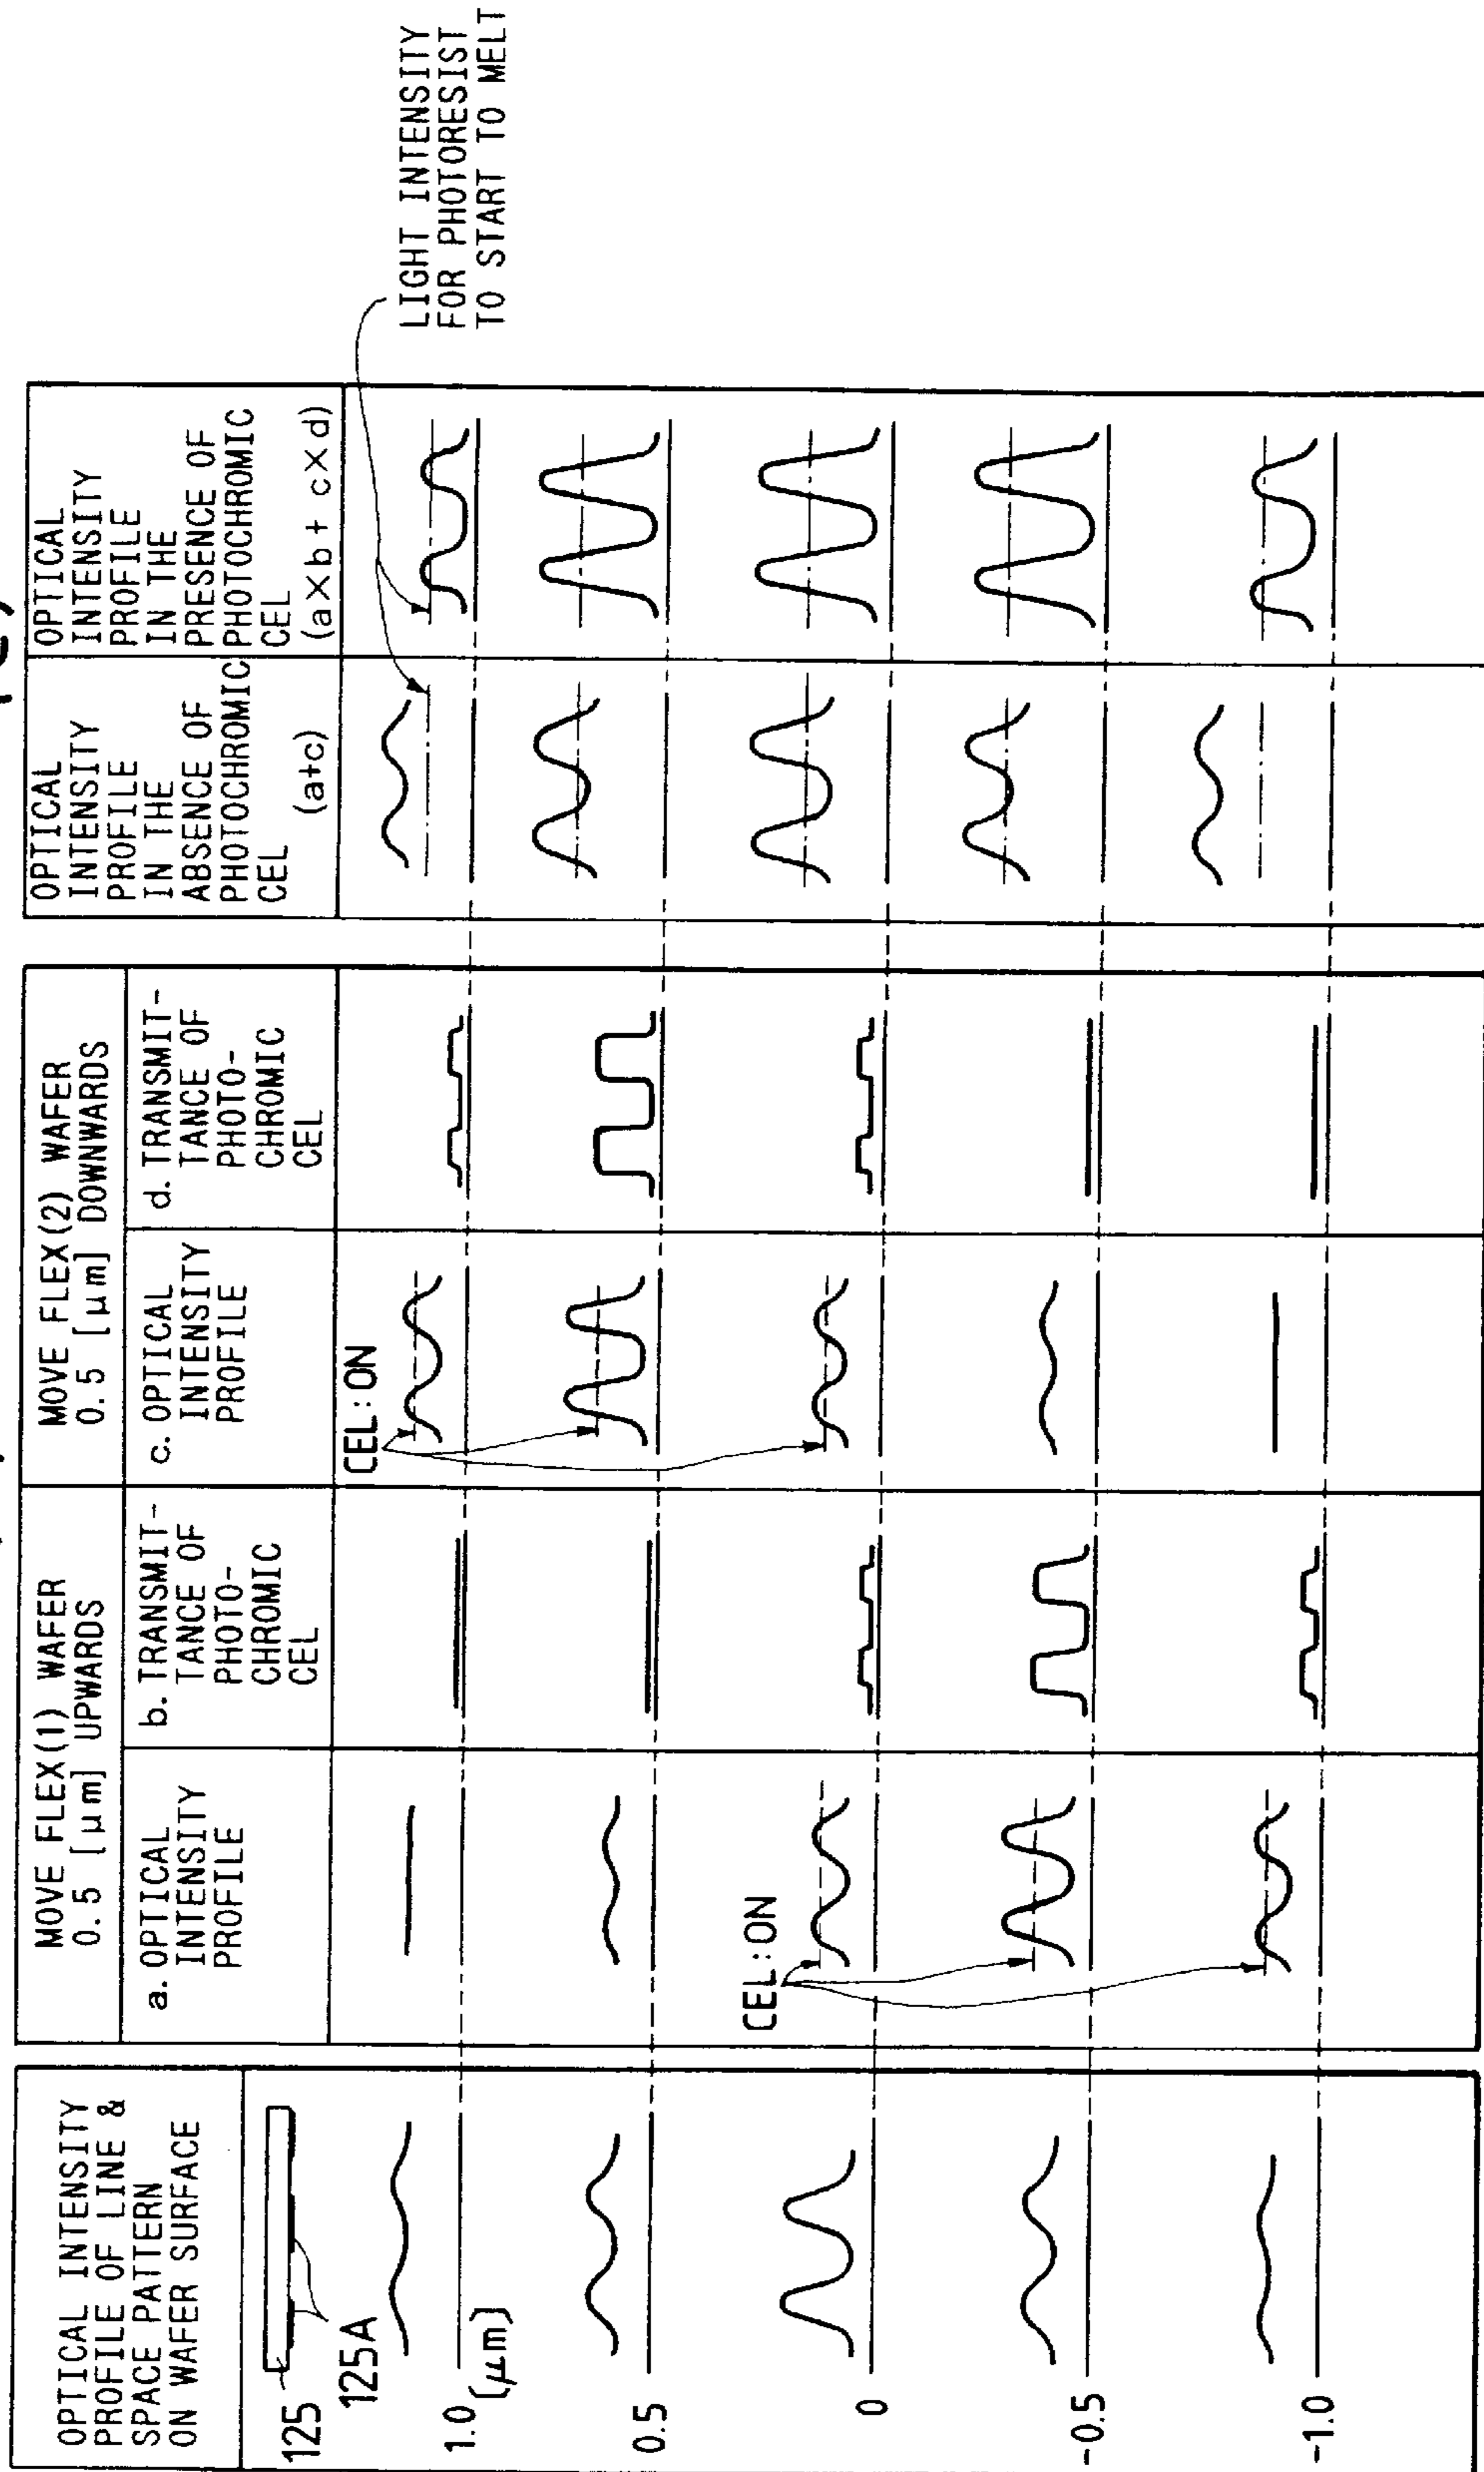 OPTICAL INTENSITY
PROFILE OF LINE &
SPACE PATTERN
ON WAFER SURFACE
125
125A
1.0
(μm)
0.5
0
-0.5
-1.0
MOVE FLEX(1) WAFER
0.5 [μm] UPWARDS
a. OPTICAL
INTENSITY
PROFILE
CEL:ON
b. TRANSMIT-
TANCE OF
PHOTO-
CHROMIC
CEL
MOVE FLEX(2) WAFER
0.5 [μm] DOWNWARDS
c. OPTICAL
INTENSITY
PROFILE
CEL:ON
d. TRANSMIT-
TANCE OF
PHOTO-
CHROMIC
CEL
OPTICAL
INTENSITY
PROFILE
IN THE
ABSENCE OF
PHOTOCHROMIC
CEL
(a+c)
OPTICAL
INTENSITY
PROFILE
IN THE
PRESENCE OF
PHOTOCHROMIC
CEL
(a×b + c×d)
LIGHT INTENSITY
FOR PHOTORESIST
TO START TO MELT